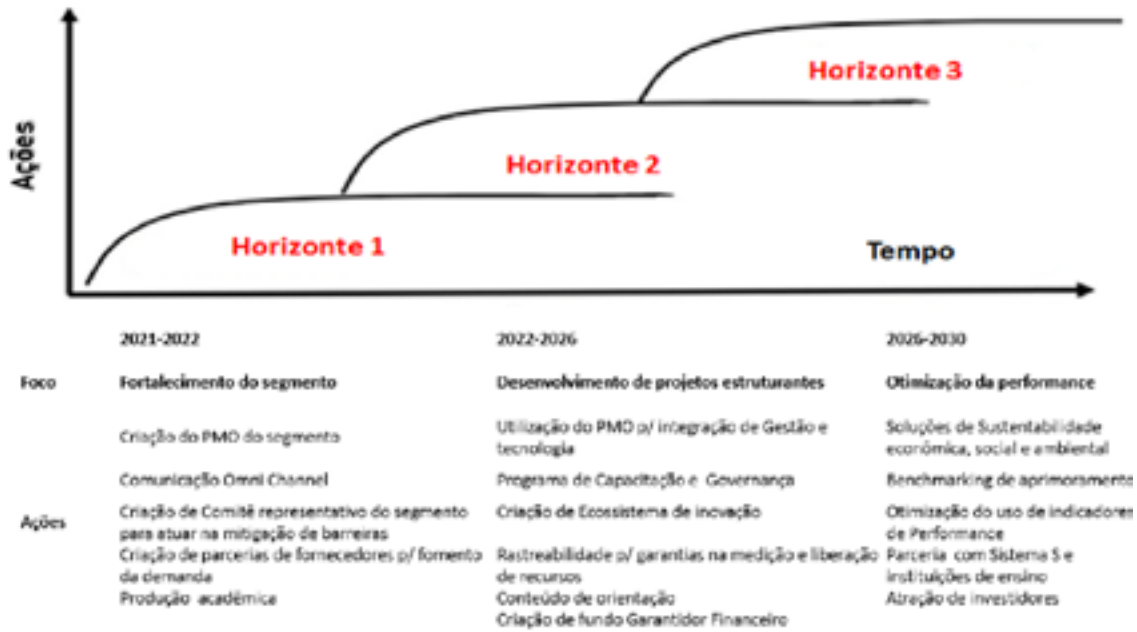 Ações
Horizonte 3
Horizonte 2
Horizonte 1
Tempo
2021-2022 2022-2026 2026-2030
Foco Fortalecimento do segmento Desenvolvimento de projetos estruturantes Otimização da performance
Criação do PMO do segmento
Utilização do PMO p/ integração de Gestão e
tecnologia
Soluções de Sustentabilidade
econômica, social e ambiental
Comunicação Omni Channel Programa de Capacitação e Governança Benchmarking de aprimoramento
Ações
Criação de Comitê representativo do segmento
para atuar na mitigação de barreiras
Criação de Ecossistema de inovação
Otimização do uso de indicadores
de Performance
Criação de parcerias de fornecedores p/ fomento
da demanda
Rastreabilidade p/ garantias na medição e liberação
de recursos
Parceria com Sistema S e
instituições de ensino
Produção acadêmica Conteúdo de orientação Atração de investidores
Criação de fundo Garantidor Financeiro